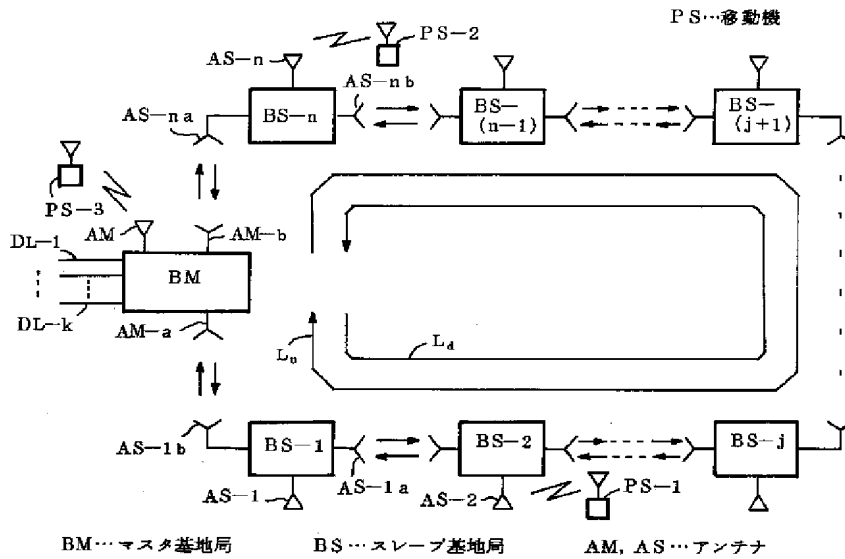 PS…移動機
PS-2
AS-n
AS-nb
BS-n
BS-
(n-1)
BS-
(j+1)
AS-na
PS-3
AM
AM-b
DL-1
BM
DL-k
AM-a
Lu
Ld
AS-1b
BS-1
BS-2
BS-j
AS-1
AS-1a
AS-2
PS-1
BM…マスタ基地局
BS…スレーブ基地局
AM, AS…アンテナ